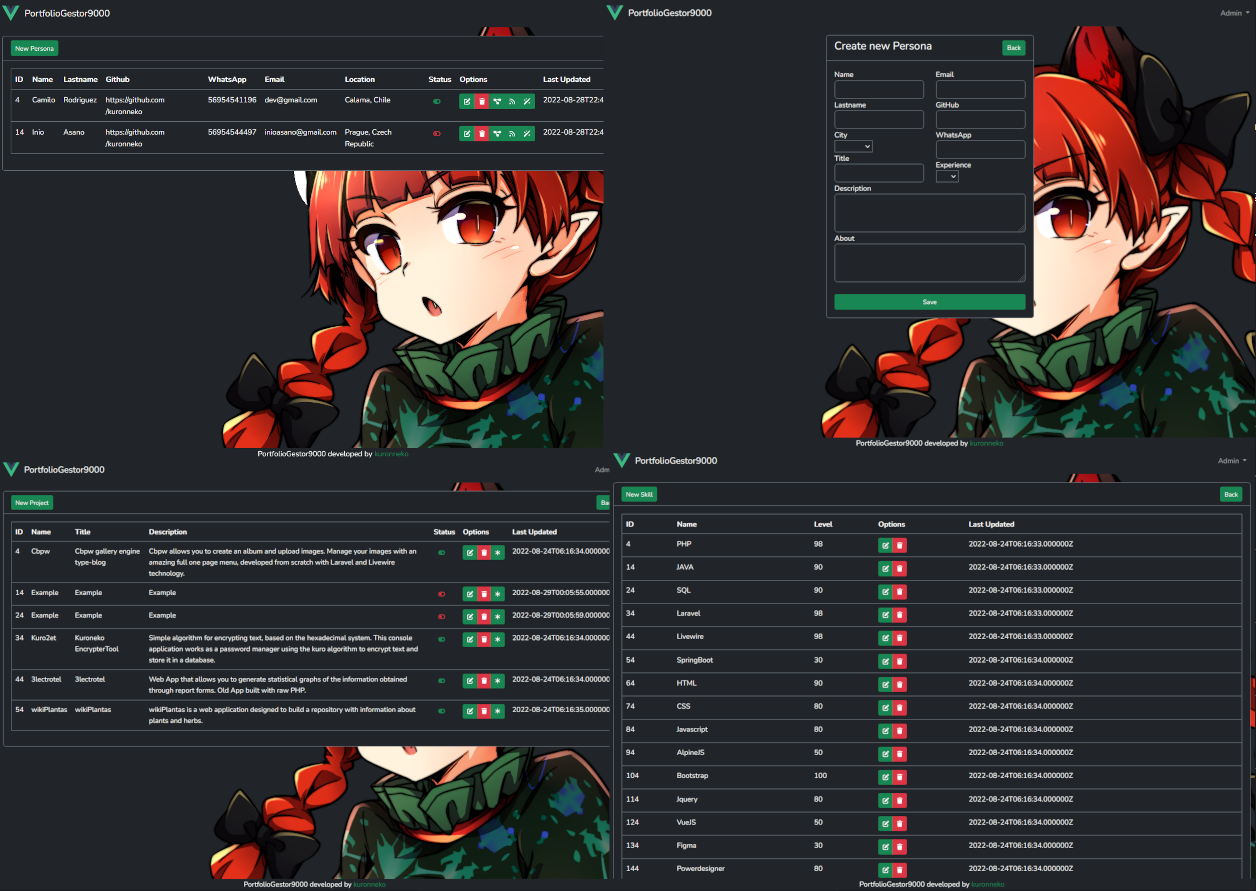 PortfolioGestor9000
New Persona
ID Name Lastname Github WhatsApp Email Location Status Options Last Updated
4 Camilo Rodriguez https://github.com 56954541196 dev@gmail.com Calama, Chile 2022-08-28T22:4
/kuronneko
14 Inio Asano https://github.com 56954544497 inioasano@gmail.com Prague, Czech 2022-08-28T22:4
/kuronneko Republic
PortfolioGestor9000 developed by kuronneko
PortfolioGestor9000 Admin
Create new Persona Back
Name Email
Lastname GitHub
City WhatsApp
Title Experience
Description
About
Save
PortfolioGestor9000 developed by kuronneko
PortfolioGestor9000 Adm
New Project Ba
ID Name Title Description Status Options Last Updated
4 Cbpw Cbpw gallery engine Cbpw allows you to create an album and upload images. Manage your images with an 2022-08-24T06:16:34.000000
type-blog amazing full one page menu, developed from scratch with Laravel and Livewire
technology.
14 Example Example Example 2022-08-29T00:05:55.000000
24 Example Example Example 2022-08-29T00:05:59.000000
34 Kuro2et Kuroneko Simple algorithm for encrypting text, based on the hexadecimal system. This console 2022-08-24T06:16:34.000000
EncrypterTool application works as a password manager using the kuro algorithm to encrypt text and
store it in a database.
44 3lectrotel 3lectrotel Web App that allows you to generate statistical graphs of the information obtained 2022-08-24T06:16:34.000000
through report forms. Old App built with raw PHP.
54 wikiPlantas wikiPlantas wikiPlantas is a web application designed to build a repository with information about 2022-08-24T06:16:35.000000
plants and herbs.
PortfolioGestor9000 developed by kuronneko
PortfolioGestor9000 Admin
New Skill Back
ID Name Level Options Last Updated
4 PHP 98 2022-08-24T06:16:33.000000Z
14 JAVA 90 2022-08-24T06:16:33.000000Z
24 SQL 90 2022-08-24T06:16:33.000000Z
34 Laravel 98 2022-08-24T06:16:33.000000Z
44 Livewire 98 2022-08-24T06:16:33.000000Z
54 SpringBoot 30 2022-08-24T06:16:34.000000Z
64 HTML 90 2022-08-24T06:16:34.000000Z
74 CSS 80 2022-08-24T06:16:34.000000Z
84 Javascript 80 2022-08-24T06:16:34.000000Z
94 AlpineJS 50 2022-08-24T06:16:34.000000Z
104 Bootstrap 100 2022-08-24T06:16:34.000000Z
114 Jquery 80 2022-08-24T06:16:34.000000Z
124 VueJS 50 2022-08-24T06:16:34.000000Z
134 Figma 30 2022-08-24T06:16:34.000000Z
144 Powerdesigner 80 2022-08-24T06:16:34.000000Z
PortfolioGestor9000 developed by kuronneko